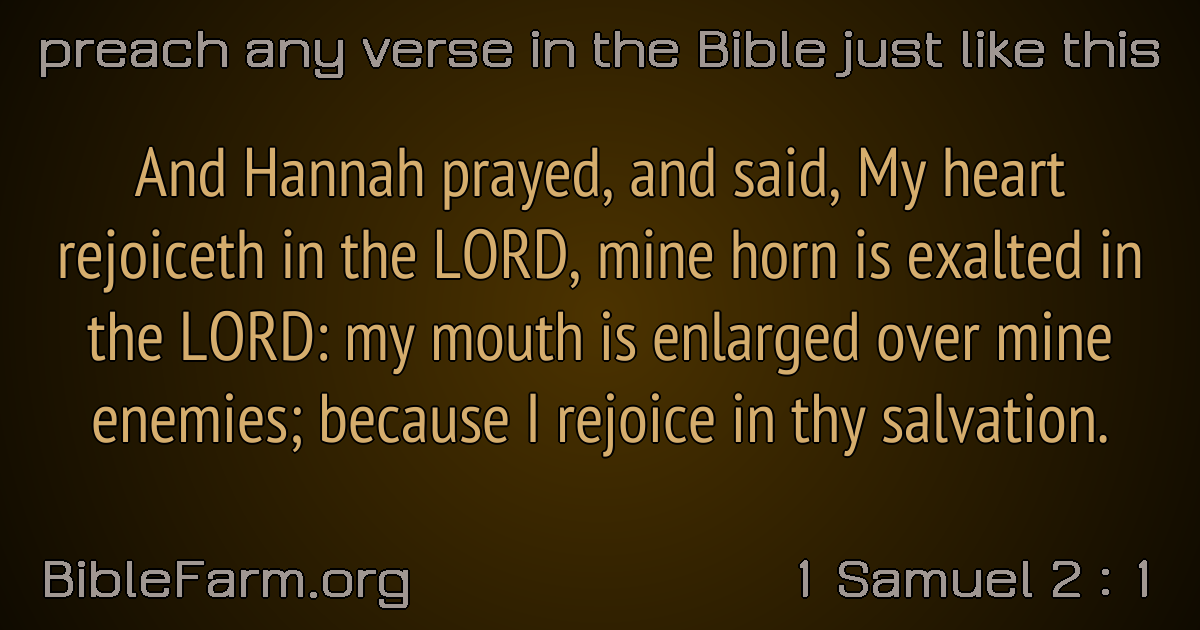 preach any verse in the Bible just like this
And Hannah prayed, and said, My heart
rejoiceth in the LORD, mine horn is exalted in
the LORD: my mouth is enlarged over mine
enemies; because I rejoice in thy salvation.
BibleFarm.org
1 Samuel 2 : 1